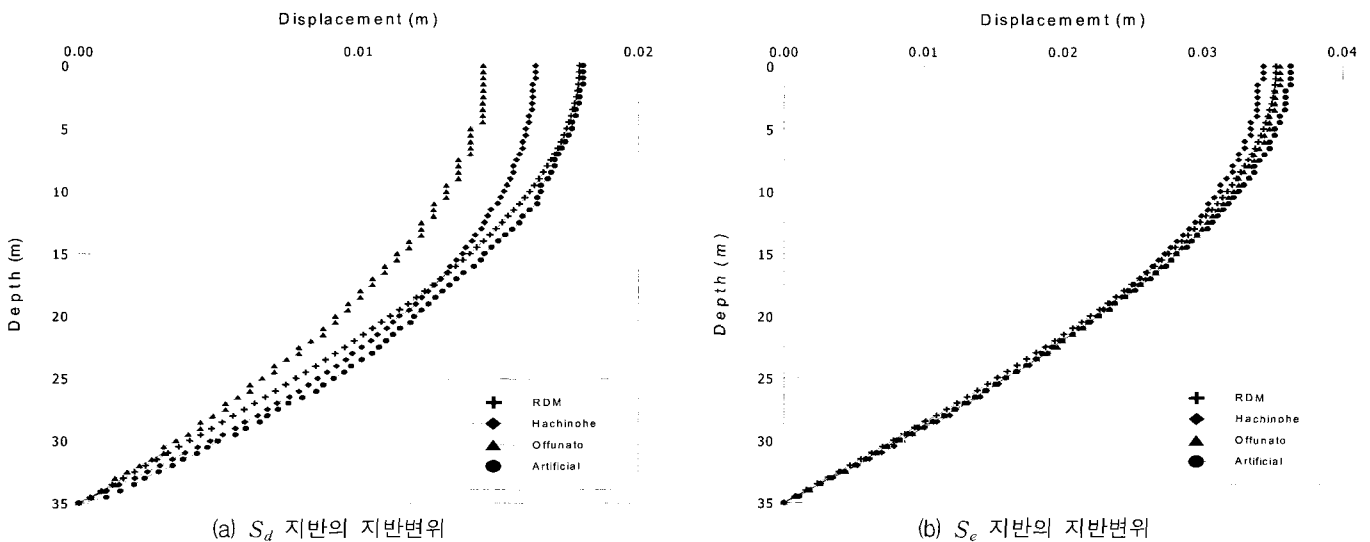 Displacement (m)
0.00 0.01 0.02
0
5
10
15
20
25
30
35
Depth (m)
RDM
Hachinohe
Offunato
Artificial
(a) S_d 지반의 지반변위
Displacememt (m)
0.00 0.01 0.02 0.03 0.04
0
5
10
15
20
25
30
35
Depth (m)
RDM
Hachinohe
Offunato
Artificial
(b) S_e 지반의 지반변위